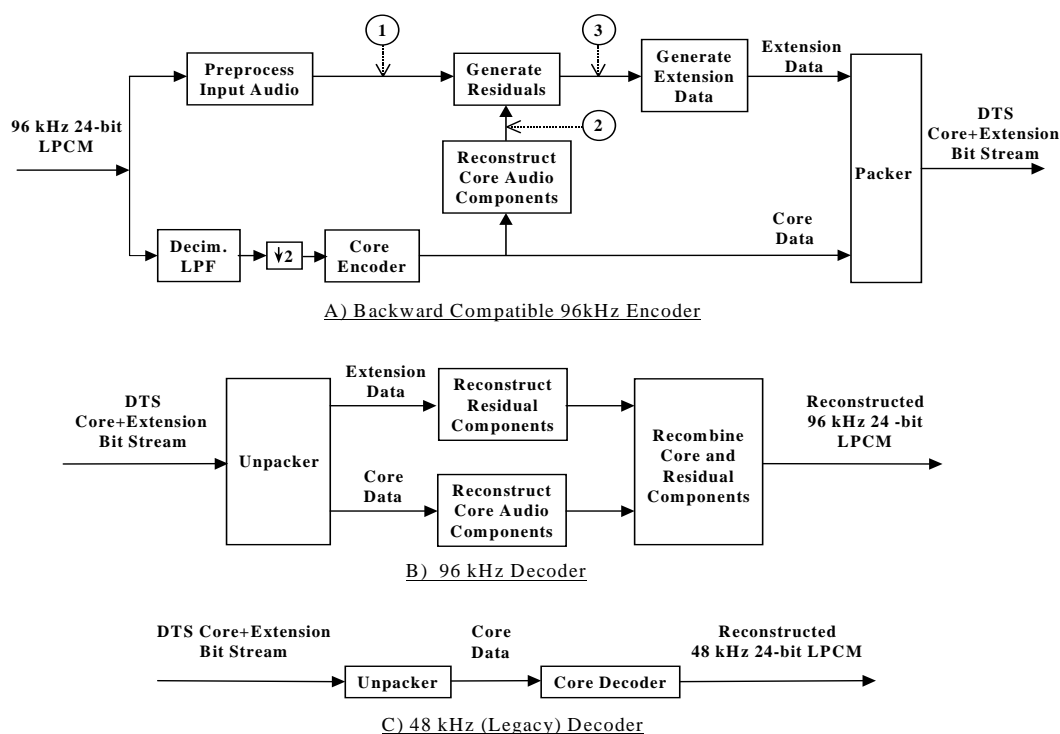 1
3
Preprocess
Input Audio
Generate
Residuals
Generate
Extension
Data
Extension
Data
96 kHz 24-bit
LPCM
2
DTS
Core+Extension
Bit Stream
Reconstruct
Core Audio
Components
Packer
Decim.
LPF
↓2
Core
Encoder
Core
Data
A) Backward Compatible 96kHz Encoder
DTS
Core+Extension
Bit Stream
Unpacker
Extension
Data
Reconstruct
Residual
Components
Core
Data
Reconstruct
Core Audio
Components
Recombine
Core and
Residual
Components
Reconstructed
96 kHz 24 -bit
LPCM
B) 96 kHz Decoder
DTS Core+Extension
Bit Stream
Unpacker
Core
Data
Core Decoder
Reconstructed
48 kHz 24-bit LPCM
C) 48 kHz (Legacy) Decoder